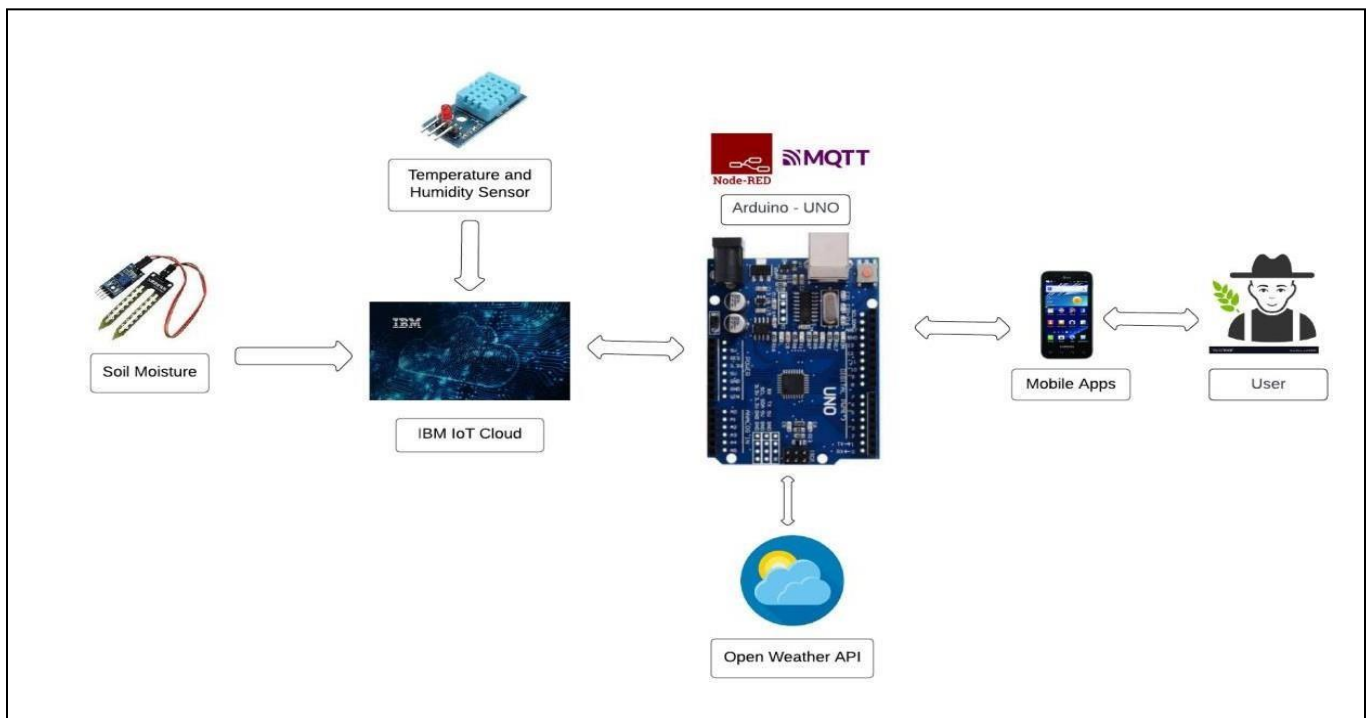 Temperature and
Humidity Sensor
Node-RED
MQTT
Arduino - UNO
IBM
Soil Moisture
IBM IoT Cloud
UNO
Mobile Apps
User
Open Weather API